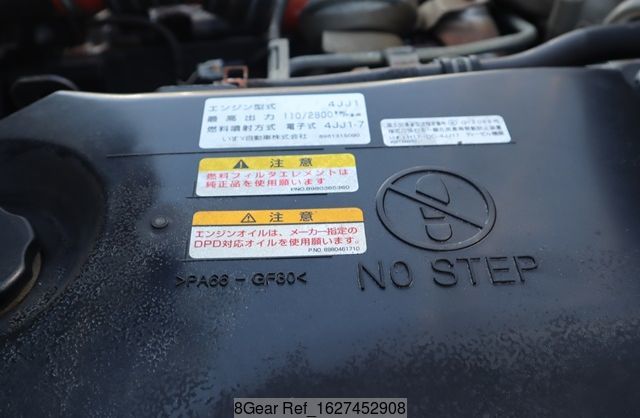 エンジン型式 4JJ1
最高出力 110/2800
燃料噴射方式 電子式 4JJ1-7
いすゞ自動車株式会社 8981315090
⚠ 注意
燃料フィルタエレメントは
純正品を使用願います。
P.NO.8980365360
⚠ 注意
エンジンオイルは、メーカー指定の
DPD対応オイルを使用願います。
P.NO.8980461710
>PA66-GF30<
NO STEP
8Gear Ref_1627452908